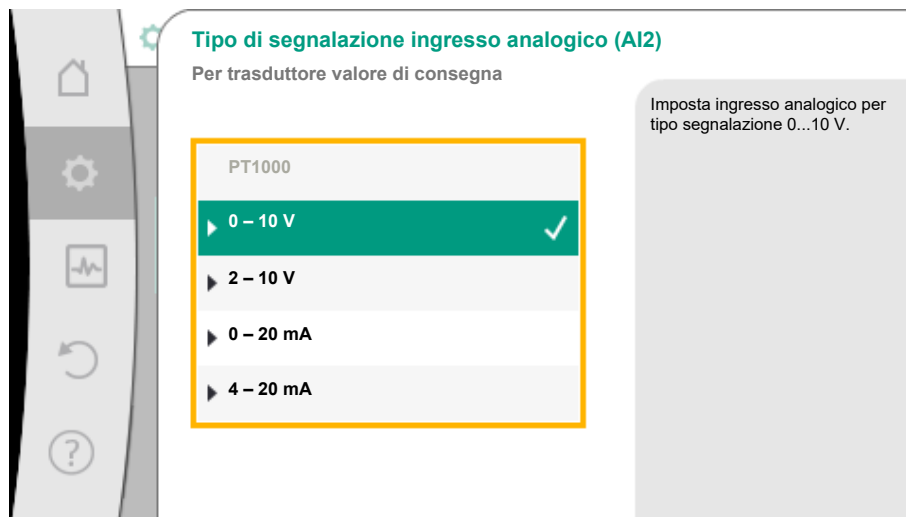 Tipo di segnalazione ingresso analogico (AI2)
Per trasduttore valore di consegna
Imposta ingresso analogico per
tipo segnalazione 0...10 V.
PT1000
0 – 10 V
2 – 10 V
0 – 20 mA
4 – 20 mA
?